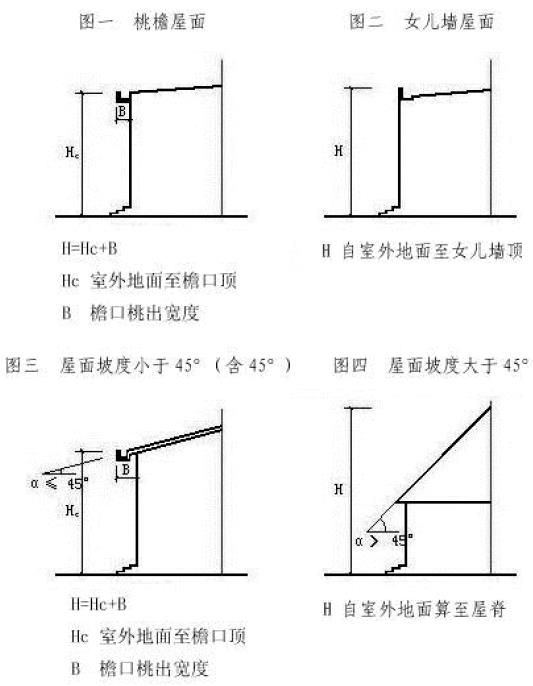 图一 桃檐屋面
图二 女儿墙屋面
B
Hc
H
H=Hc+B
Hc 室外地面至檐口顶
B 檐口桃出宽度
H 自室外地面至女儿墙顶
图三 屋面坡度小于45°（含45°）
图四 屋面坡度大于45°
B
α ≤ 45°
Hc
H
α > 45°
H=Hc+B
Hc 室外地面至檐口顶
B 檐口桃出宽度
H 自室外地面算至屋脊